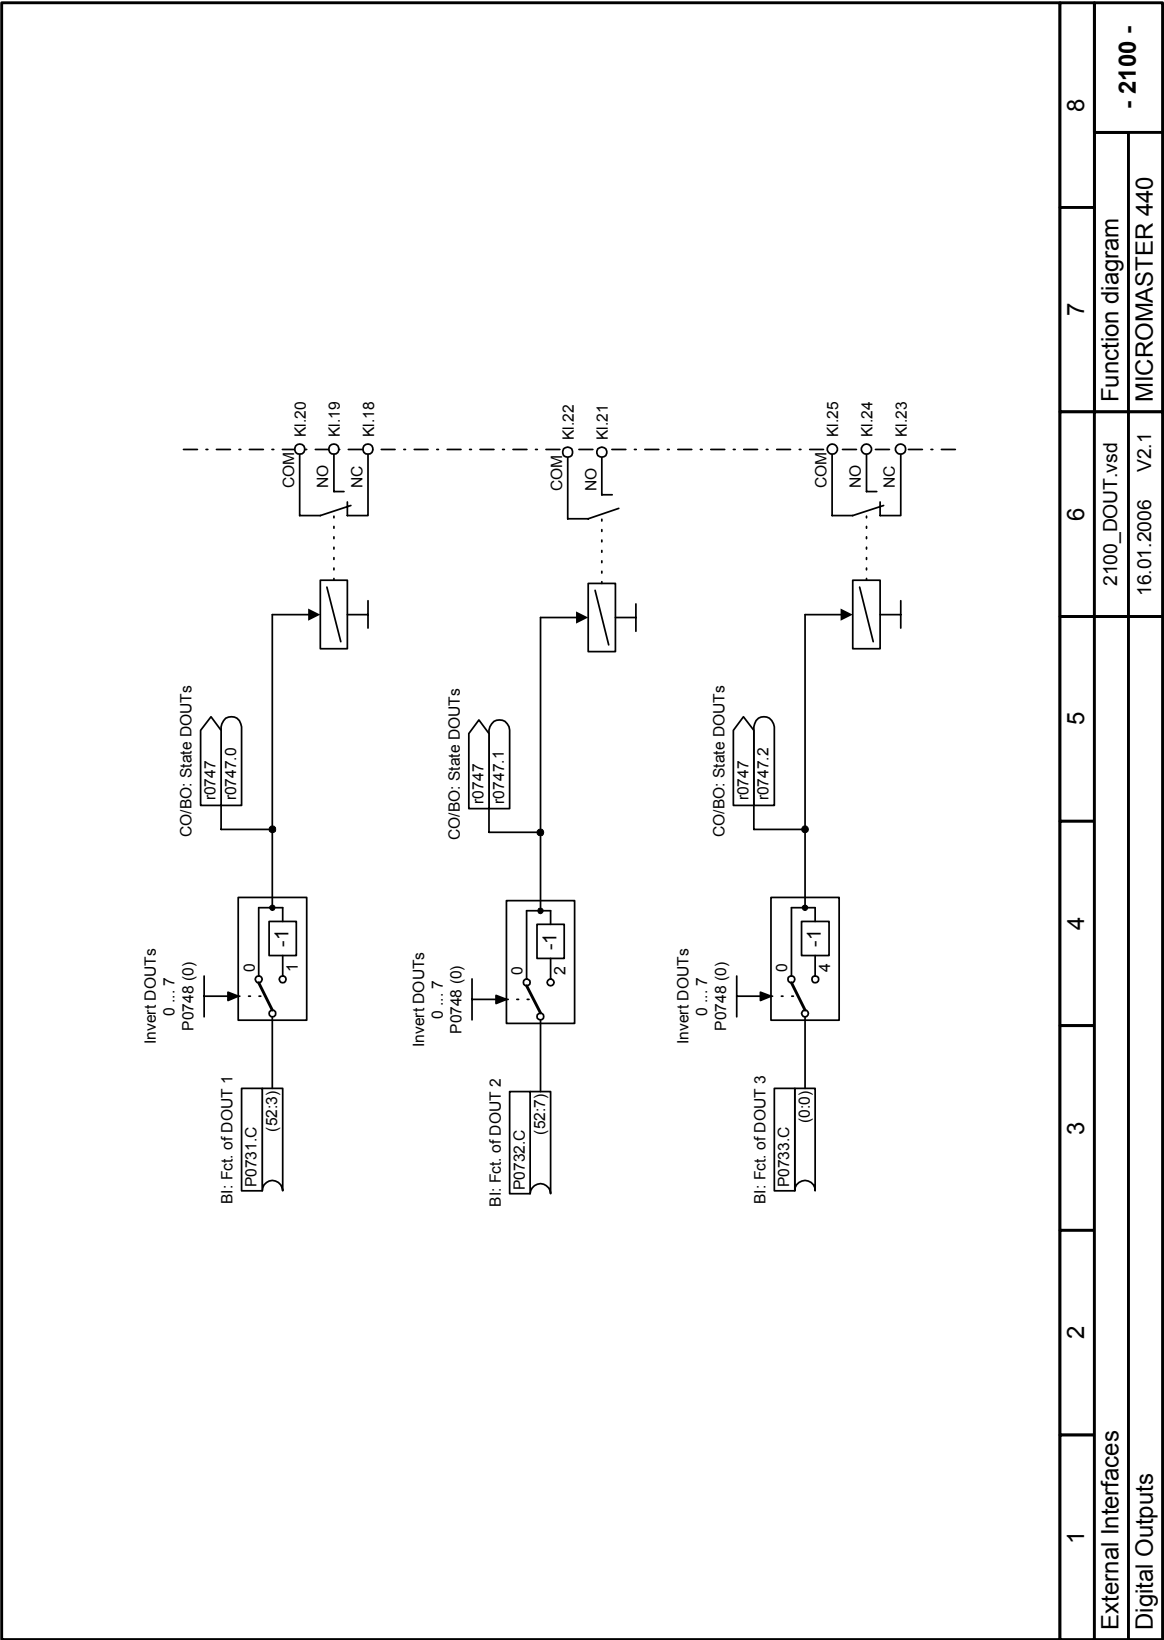 BI: Fct. of DOUT 1
P0731.C
(52:3)
Invert DOUTs
0 ... 7
P0748 (0)
0
1
-1
CO/BO: State DOUTs
r0747
r0747.0
COM
Kl.20
NO
Kl.19
NC
Kl.18
BI: Fct. of DOUT 2
P0732.C
(52:7)
Invert DOUTs
0 ... 7
P0748 (0)
0
2
-1
CO/BO: State DOUTs
r0747
r0747.1
COM
Kl.22
NO
Kl.21
BI: Fct. of DOUT 3
P0733.C
(0:0)
Invert DOUTs
0 ... 7
P0748 (0)
0
4
-1
CO/BO: State DOUTs
r0747
r0747.2
COM
Kl.25
NO
Kl.24
NC
Kl.23
1 2 3 4 5 6 7 8
External Interfaces
2100_DOUT.vsd
Function diagram
- 2100 -
Digital Outputs
16.01.2006 V2.1
MICROMASTER 440